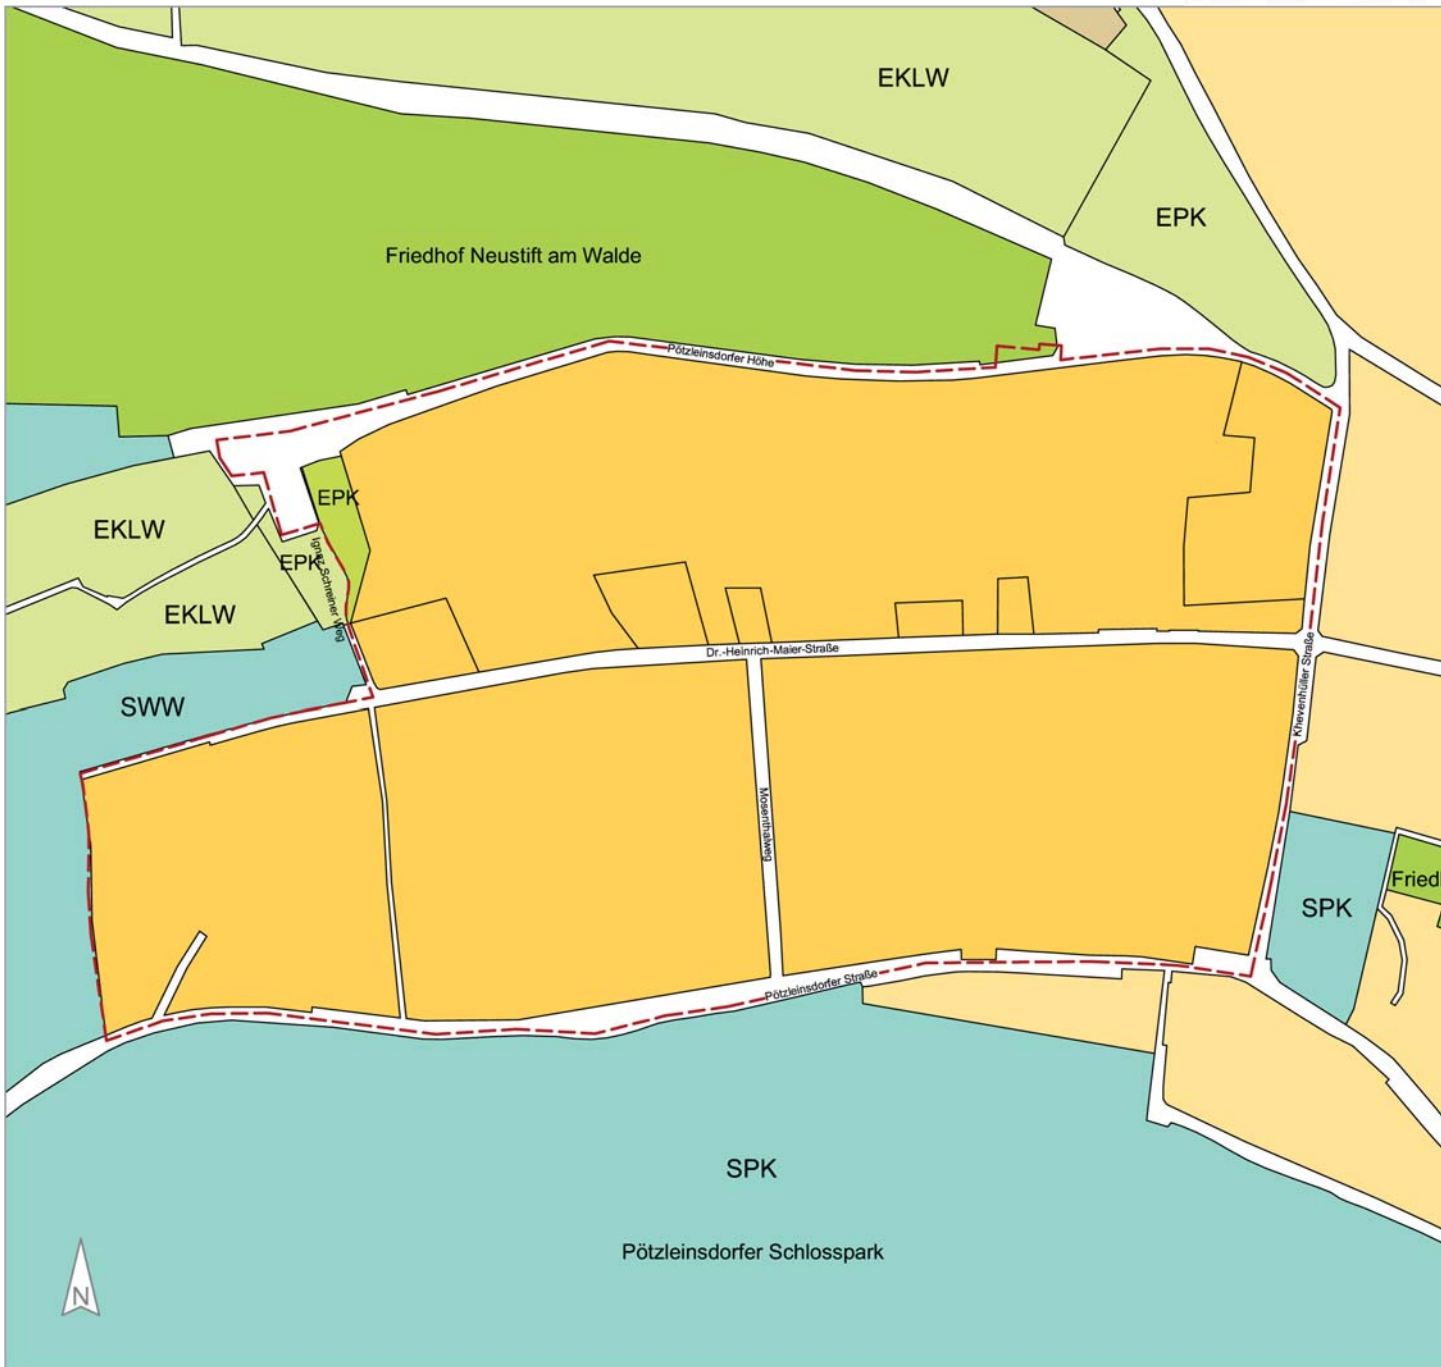 EKLW
EPK
Friedhof Neustift am Walde
Pötzleinsdorfer Höhe
EPK
EKLW
EPK
Ignaz Schreiner Weg
EKLW
Dr.-Heinrich-Maier-Straße
Khevenhüller Straße
SWW
Mosenthalweg
Fried
SPK
Pötzleinsdorfer Straße
SPK
Pötzleinsdorfer Schlosspark
N